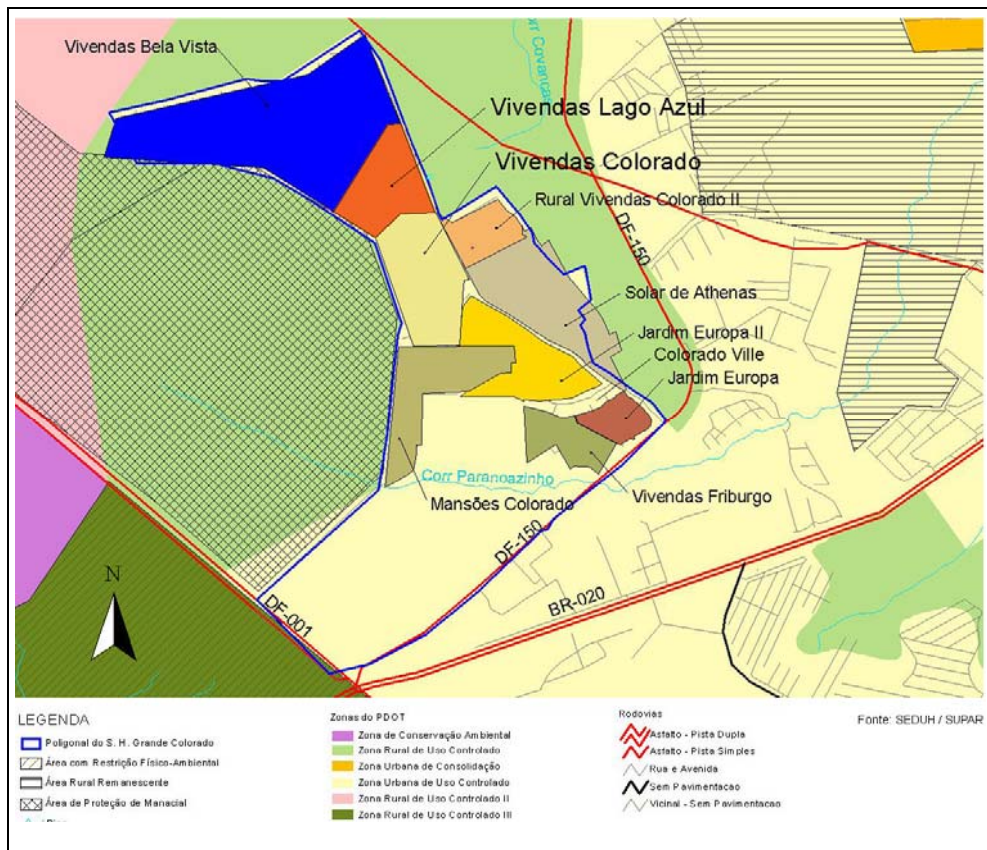 Vivendas Bela Vista
Corr Covancas
Vivendas Lago Azul
Vivendas Colorado
Rural Vivendas Colorado II
DF-150
Solar de Athenas
Jardim Europa II
Colorado Ville
Jardim Europa
Corr Paranoazinho
Mansões Colorado
Vivendas Friburgo
DF-150
BR-020
DF-001
N
LEGENDA
Poligonal do S. H. Grande Colorado
Área com Restrição Físico-Ambiental
Área Rural Remanescente
Área de Proteção de Manacial
Zonas do PDOT
Zona de Conservação Ambiental
Zona Rural de Uso Controlado
Zona Urbana de Consolidação
Zona Urbana de Uso Controlado
Zona Rural de Uso Controlado II
Zona Rural de Uso Controlado III
Rodovias
Asfalto - Pista Dupla
Asfalto - Pista Simples
Rua e Avenida
Sem Pavimentacao
Vicinal - Sem Pavimentacao
Fonte: SEDUH / SUPAR